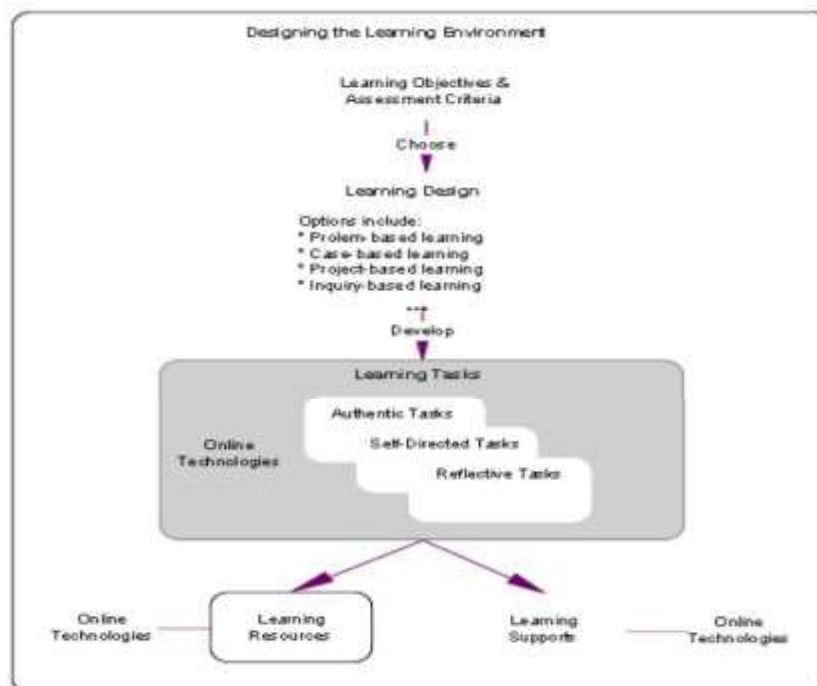 Designing the Learning Environment
Learning Objectives &
Assessment Criteria
Choose
Learning Design
Options include:
* Prolem- based learning
* Case- based learning
* Project-based learning
* Inquiry-based learning
...
Develop
Learning Tasks
Authentic Tasks
Self-Directed Tasks
Reflective Tasks
Online
Technologies
Online
Technologies
Learning
Resources
Learning
Supports
Online
Technologies